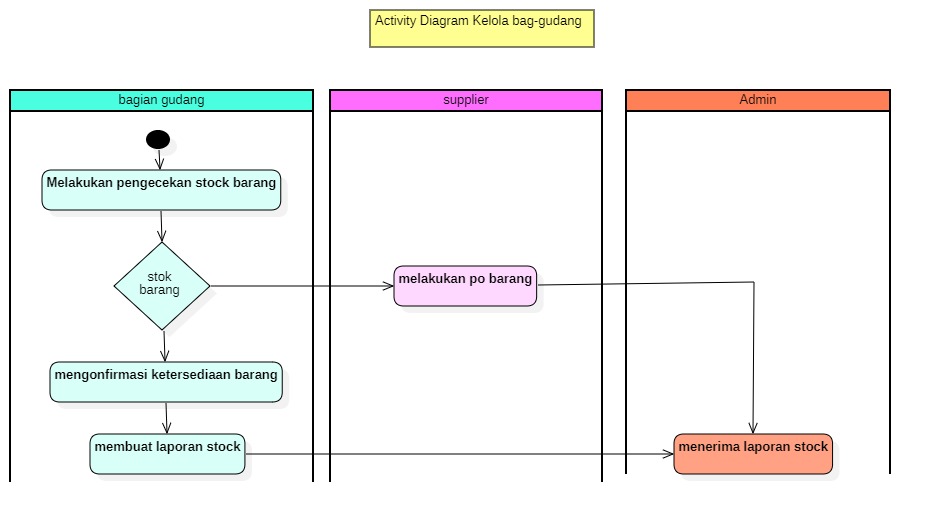 Activity Diagram Kelola bag-gudang
bagian gudang
supplier
Admin
Melakukan pengecekan stock barang
stok
barang
melakukan po barang
mengonfirmasi ketersediaan barang
membuat laporan stock
menerima laporan stock